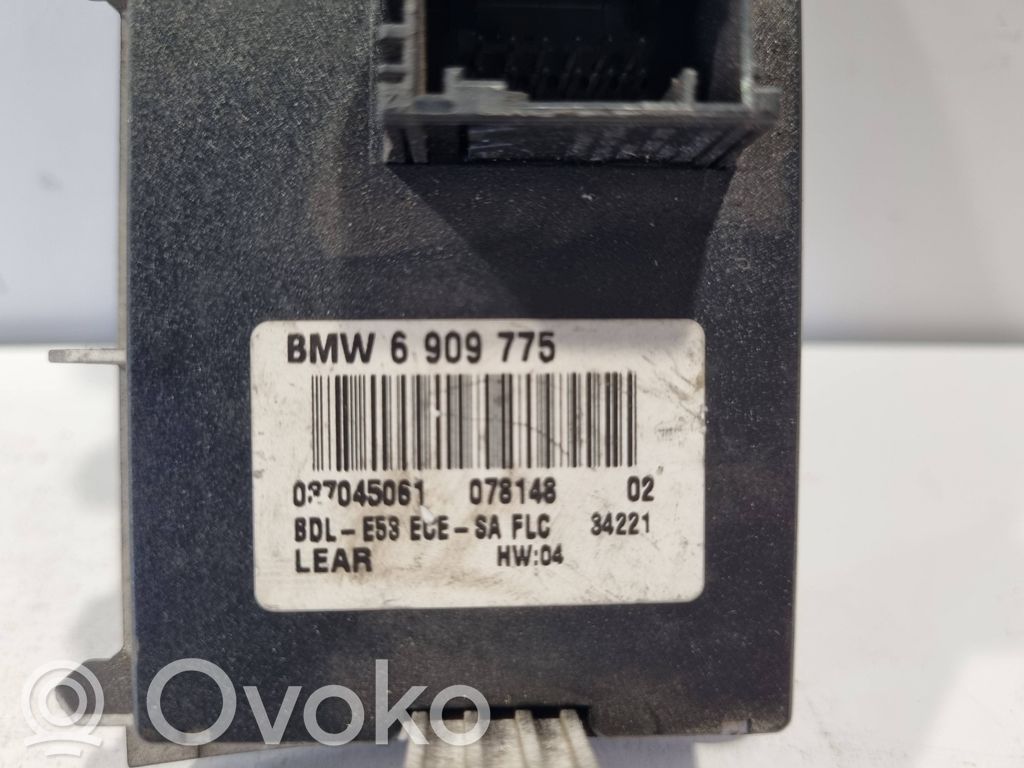 BMW 6 909 775
037045061 078148 02
BDL - E53 ECE - SA FLC 34221
LEAR HW:04
Ovoko